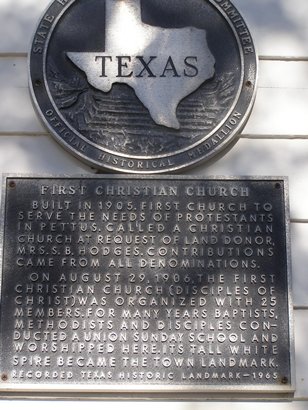 STATE H
COMMITTEE
TEXAS
OFFICIAL HISTORICAL MEDALLION
FIRST CHRISTIAN CHURCH
BUILT IN 1905. FIRST CHURCH TO
SERVE THE NEEDS OF PROTESTANTS
IN PETTUS. CALLED A CHRISTIAN
CHURCH AT REQUEST OF LAND DONOR,
MRS. S. B. HODGES. CONTRIBUTIONS
CAME FROM ALL DENOMINATIONS.
ON AUGUST 29, 1906, THE FIRST
CHRISTIAN CHURCH (DISCIPLES OF
CHRIST) WAS ORGANIZED WITH 25
MEMBERS. FOR MANY YEARS BAPTISTS,
METHODISTS AND DISCIPLES CON-
DUCTED A UNION SUNDAY SCHOOL AND
WORSHIPPED HERE. ITS TALL WHITE
SPIRE BECAME THE TOWN LANDMARK.
RECORDED TEXAS HISTORIC LANDMARK-1965